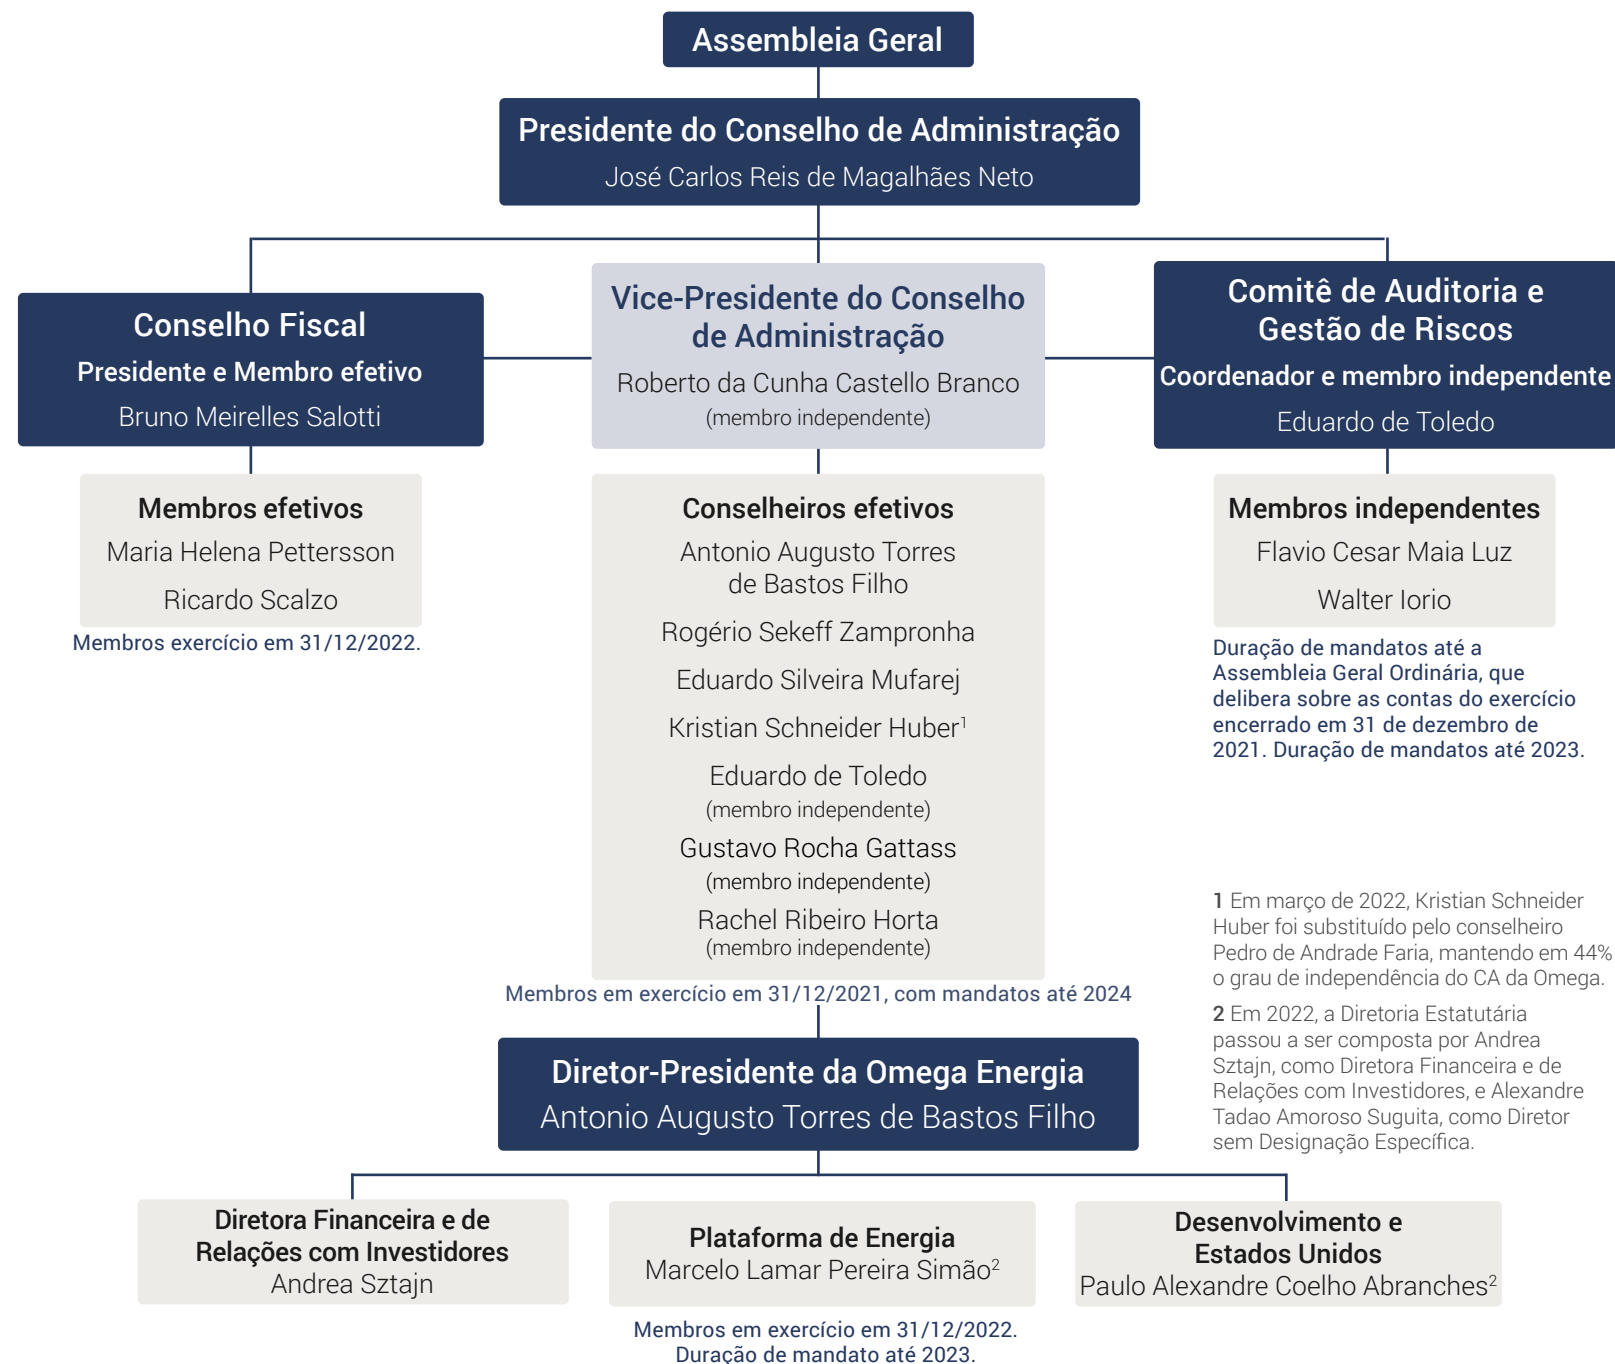 Assembleia Geral
Presidente do Conselho de Administração
José Carlos Reis de Magalhães Neto
Conselho Fiscal
Presidente e Membro efetivo
Bruno Meirelles Salotti
Membros efetivos
Maria Helena Pettersson
Ricardo Scalzo
Membros exercício em 31/12/2022.
Vice-Presidente do Conselho
de Administração
Roberto da Cunha Castello Branco
(membro independente)
Conselheiros efetivos
Antonio Augusto Torres
de Bastos Filho
Rogério Sekeff Zampronha
Eduardo Silveira Mufarej
Kristian Schneider Huber¹
Eduardo de Toledo
(membro independente)
Gustavo Rocha Gattass
(membro independente)
Rachel Ribeiro Horta
(membro independente)
Membros em exercício em 31/12/2021, com mandatos até 2024
Comitê de Auditoria e
Gestão de Riscos
Coordenador e membro independente
Eduardo de Toledo
Membros independentes
Flavio Cesar Maia Luz
Walter Iorio
Duração de mandatos até a
Assembleia Geral Ordinária, que
delibera sobre as contas do exercício
encerrado em 31 de dezembro de
2021. Duração de mandatos até 2023.
1 Em março de 2022, Kristian Schneider
Huber foi substituído pelo conselheiro
Pedro de Andrade Faria, mantendo em 44%
o grau de independência do CA da Omega.
2 Em 2022, a Diretoria Estatutária
passou a ser composta por Andrea
Sztajn, como Diretora Financeira e de
Relações com Investidores, e Alexandre
Tadao Amoroso Suguita, como Diretor
sem Designação Específica.
Diretor-Presidente da Omega Energia
Antonio Augusto Torres de Bastos Filho
Diretora Financeira e de
Relações com Investidores
Andrea Sztajn
Plataforma de Energia
Marcelo Lamar Pereira Simão²
Desenvolvimento e
Estados Unidos
Paulo Alexandre Coelho Abranches²
Membros em exercício em 31/12/2022.
Duração de mandato até 2023.